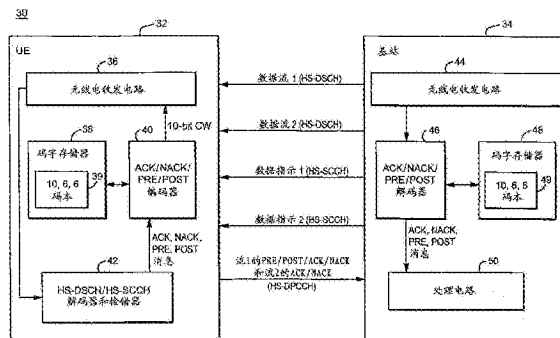 30
32
UE
36
无线电收发电路
10-bit CW
38
码字存储器
10, 6, 6
码本
39
40
ACK/NACK/
PRE/POST
编码器
ACK, NACK,
PRE, POST
消息
42
HS-DSCH/HS-SCCH
解码器和检错器
数据流 1 (HS-DSCH)
数据流 2 (HS-DSCH)
数据指示 1 (HS-SCCH)
数据指示 2 (HS-SCCH)
流1的PRE/POST/ACK/NACK
和流2的ACK/NACK
(HS-DPCCH)
34
基站
44
无线电收发电路
46
ACK/NACK/
PRE/POST
解码器
48
码字存储器
10, 6, 6
码本
49
ACK, NACK,
PRE, POST
消息
50
处理电路